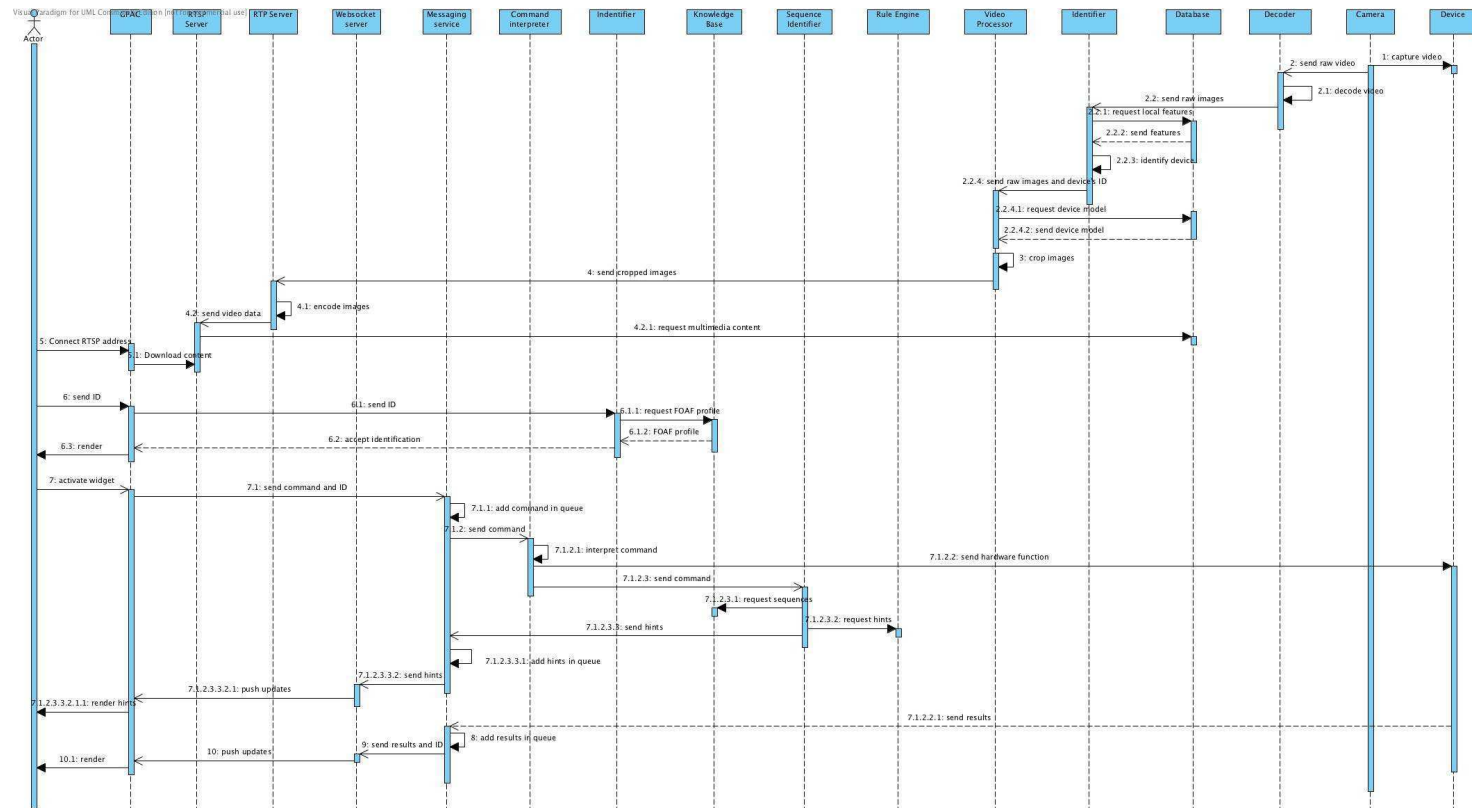 Visual Paradigm for UML Community Edition [not for commercial use]
Actor
GPAC
RTSP
Server
RTP Server
Websocket
server
Messaging
service
Command
interpreter
Indentifier
Knowledge
Base
Sequence
Identifier
Rule Engine
Video
Processor
Identifier
Database
Decoder
Camera
Device
1: capture video
2: send raw video
2.1: decode video
2.2: send raw images
2.2.1: request local features
2.2.2: send features
2.2.3: identify device
2.2.4: send raw images and device's ID
2.2.4.1: request device model
2.2.4.2: send device model
3: crop images
4: send cropped images
4.1: encode images
4.2: send video data
4.2.1: request multimedia content
5: Connect RTSP address
5.1: Download content
6: send ID
6.1: send ID
6.1.1: request FOAF profile
6.1.2: FOAF profile
6.2: accept identification
6.3: render
7: activate widget
7.1: send command and ID
7.1.1: add command in queue
7.1.2: send command
7.1.2.1: interpret command
7.1.2.2: send hardware function
7.1.2.3: send command
7.1.2.3.1: request sequences
7.1.2.3.2: request hints
7.1.2.3.3: send hints
7.1.2.3.3.1: add hints in queue
7.1.2.3.3.2: send hints
7.1.2.3.3.2.1: push updates
7.1.2.3.3.2.1.1: render hints
7.1.2.2.1: send results
8: add results in queue
9: send results and ID
10: push updates
10.1: render